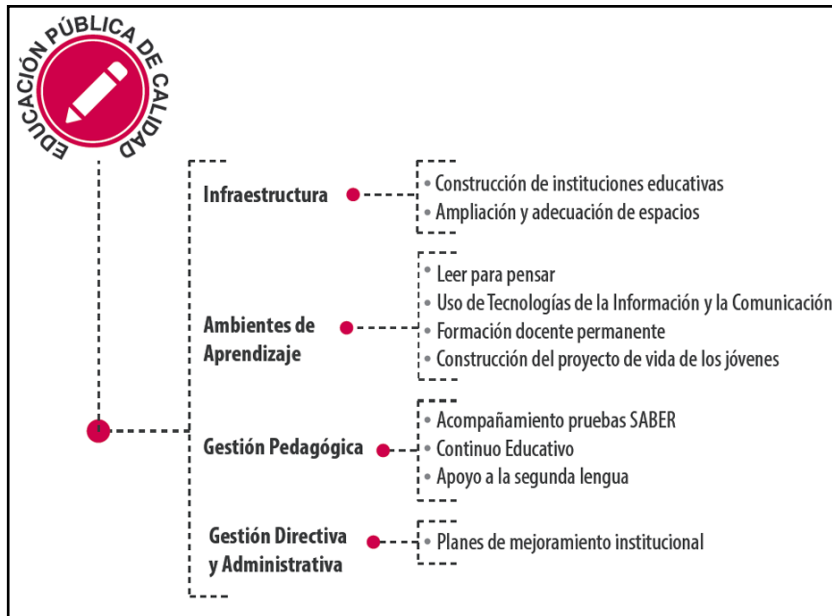 EDUCACIÓN PÚBLICA DE CALIDAD
Infraestructura
• Construcción de instituciones educativas
• Ampliación y adecuación de espacios
Ambientes de
Aprendizaje
• Leer para pensar
• Uso de Tecnologías de la Información y la Comunicación
• Formación docente permanente
• Construcción del proyecto de vida de los jóvenes
Gestión Pedagógica
• Acompañamiento pruebas SABER
• Continuo Educativo
• Apoyo a la segunda lengua
Gestión Directiva
y Administrativa
• Planes de mejoramiento institucional